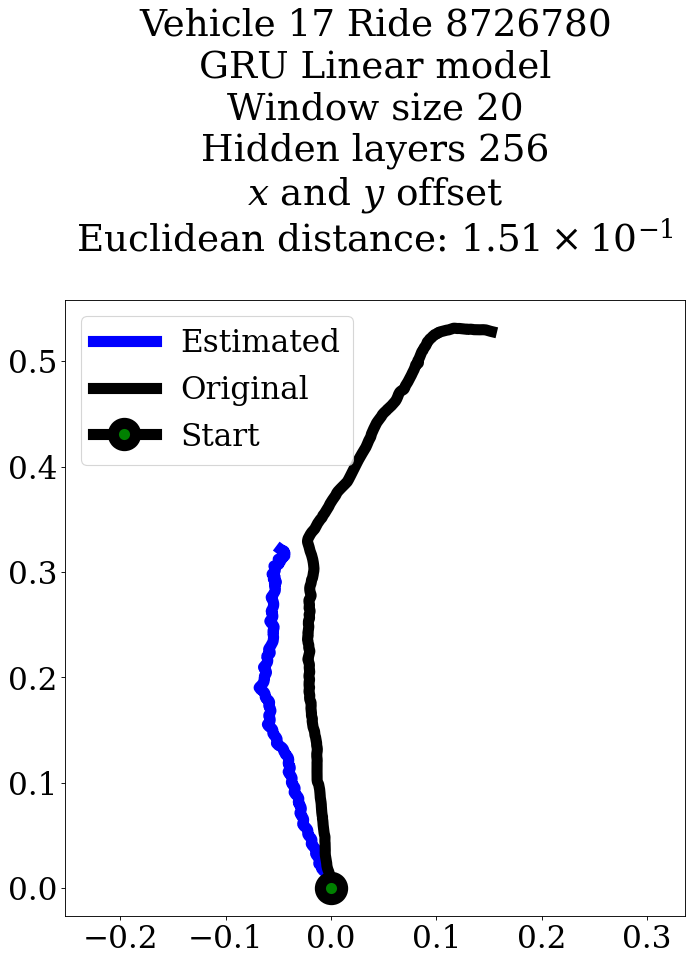 Vehicle 17 Ride 8726780
GRU Linear model
Window size 20
Hidden layers 256
x and y offset
Euclidean distance: 1.51 × 10⁻¹
Estimated
Original
Start
0.5
0.4
0.3
0.2
0.1
0.0
−0.2 −0.1 0.0 0.1 0.2 0.3